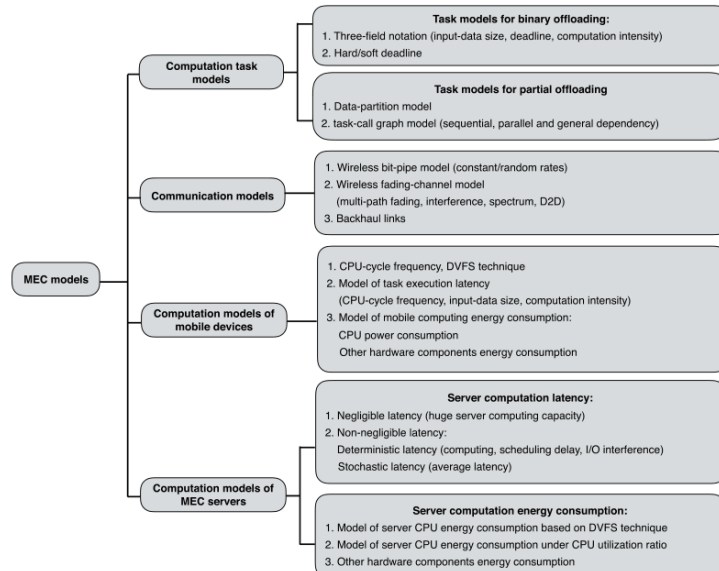 Task models for binary offloading:
1. Three-field notation (input-data size, deadline, computation intensity)
2. Hard/soft deadline
Computation task
models
Task models for partial offloading
1. Data-partition model
2. task-call graph model (sequential, parallel and general dependency)
1. Wireless bit-pipe model (constant/random rates)
2. Wireless fading-channel model
(multi-path fading, interference, spectrum, D2D)
3. Backhaul links
Communication models
MEC models
1. CPU-cycle frequency, DVFS technique
2. Model of task execution latency
(CPU-cycle frequency, input-data size, computation intensity)
3. Model of mobile computing energy consumption:
CPU power consumption
Other hardware components energy consumption
Computation models of
mobile devices
Server computation latency:
1. Negligible latency (huge server computing capacity)
2. Non-negligible latency:
Deterministic latency (computing, scheduling delay, I/O interference)
Stochastic latency (average latency)
Computation models of
MEC servers
Server computation energy consumption:
1. Model of server CPU energy consumption based on DVFS technique
2. Model of server CPU energy consumption under CPU utilization ratio
3. Other hardware components energy consumption